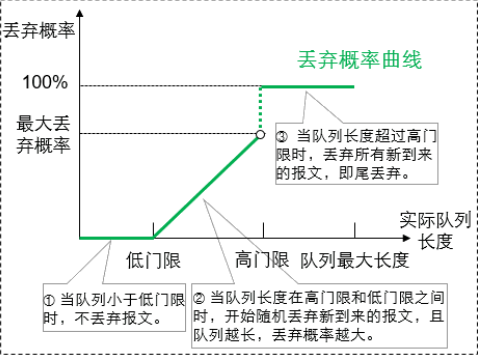 丢弃概率
丢弃概率曲线
100%
最大丢
弃概率
③ 当队列长度超过高门
限时，丢弃所有新到来
的报文，即尾丢弃。
实际队列
长度
低门限
高门限
队列最大长度
① 当队列小于低门限
时，不丢弃报文。
② 当队列长度在高门限和低门限之间
时，开始随机丢弃新到来的报文，且
队列越长，丢弃概率越大。